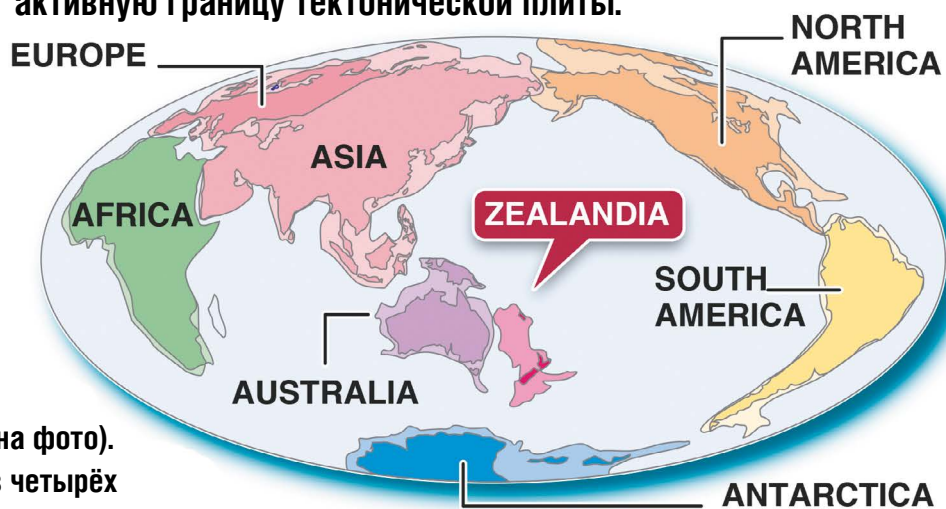 активную границу тектонической плиты.
EUROPE
NORTH
AMERICA
ASIA
AFRICA
ZEALANDIA
SOUTH
AMERICA
AUSTRALIA
на фото).
четырёх
ANTARCTICA